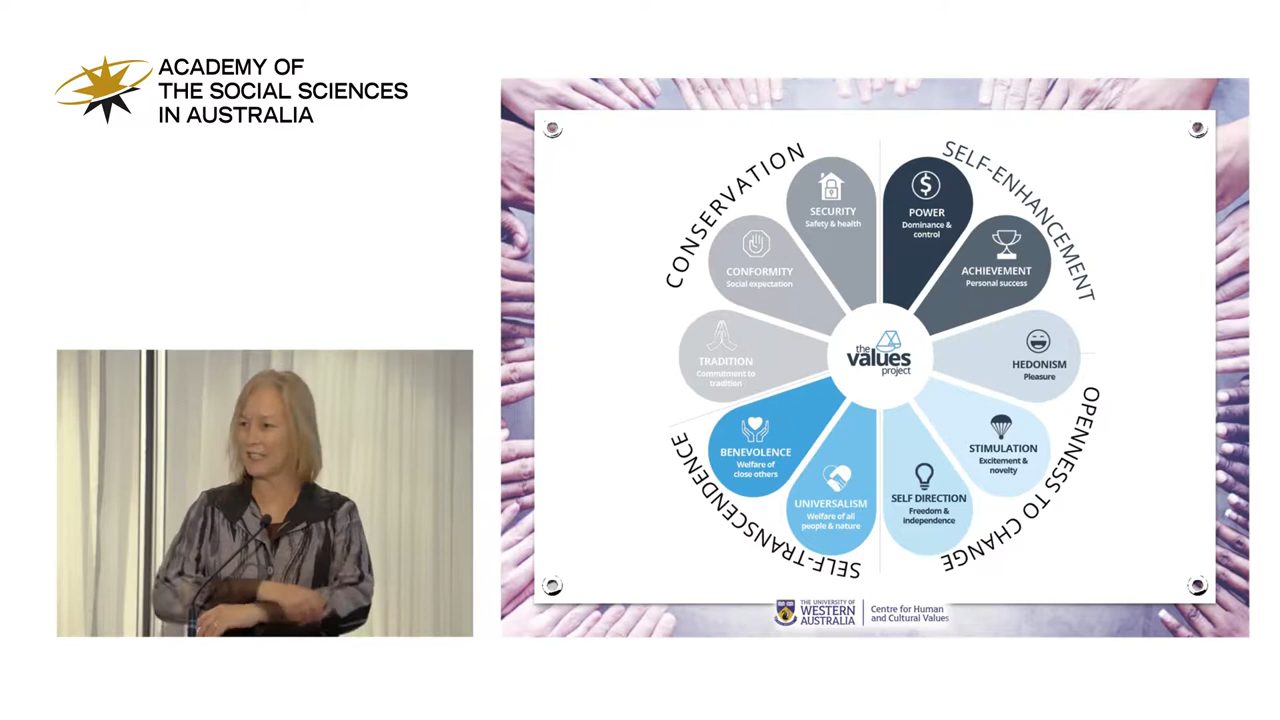 ACADEMY OF
THE SOCIAL SCIENCES
IN AUSTRALIA
CONSERVATION
SELF-ENHANCEMENT
SECURITY
Safety & health
POWER
Dominance &
control
CONFORMITY
Social expectation
ACHIEVEMENT
Personal success
TRADITION
Commitment to
tradition
the
values
project
HEDONISM
Pleasure
BENEVOLENCE
Welfare of
close others
STIMULATION
Excitement &
novelty
UNIVERSALISM
Welfare of all
people & nature
SELF DIRECTION
Freedom &
independence
SELF-TRANSCENDENCE
OPENNESS TO CHANGE
THE UNIVERSITY OF
WESTERN
AUSTRALIA
Centre for Human
and Cultural Values